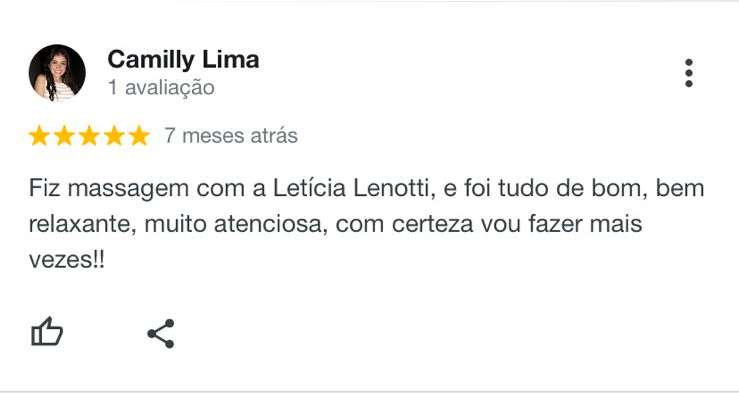 Camilly Lima
1 avaliação
7 meses atrás
Fiz massagem com a Letícia Lenotti, e foi tudo de bom, bem
relaxante, muito atenciosa, com certeza vou fazer mais
vezes!!